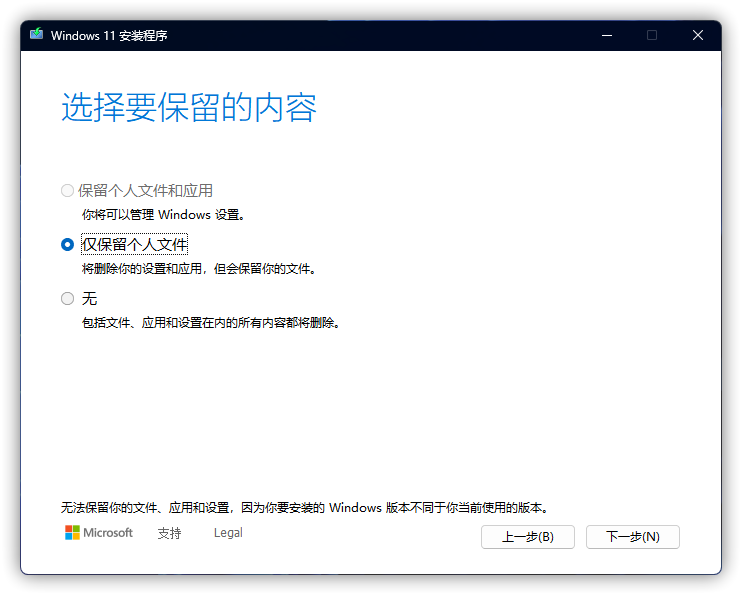 Windows 11 安装程序
选择要保留的内容
保留个人文件和应用
你将可以管理 Windows 设置。
仅保留个人文件
将删除你的设置和应用，但会保留你的文件。
无
包括文件、应用和设置在内的所有内容都将删除。
无法保留你的文件、应用和设置，因为你要安装的 Windows 版本不同于你当前使用的版本。
Microsoft 支持 Legal 上一步(B) 下一步(N)